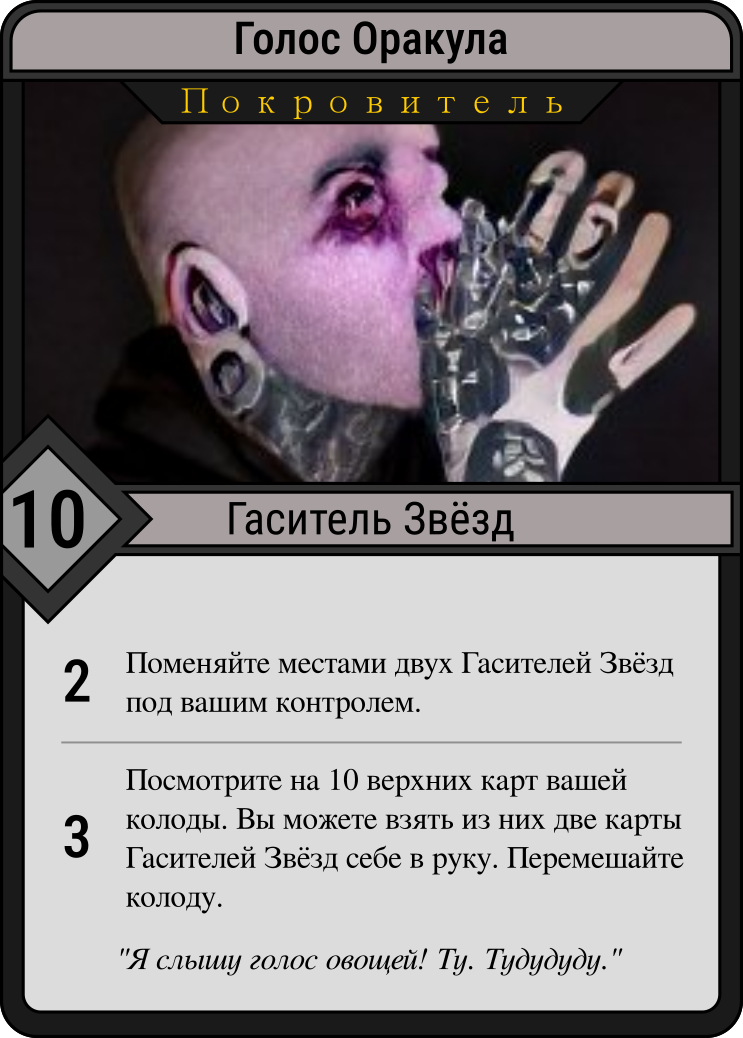 Голос Оракула
Покровитель
10
Гаситель Звёзд
2
Поменяйте местами двух Гасителей Звёзд
под вашим контролем.
3
Посмотрите на 10 верхних карт вашей
колоды. Вы можете взять из них две карты
Гасителей Звёзд себе в руку. Перемешайте
колоду.
"Я слышу голос овощей! Ту. Тудудуду."